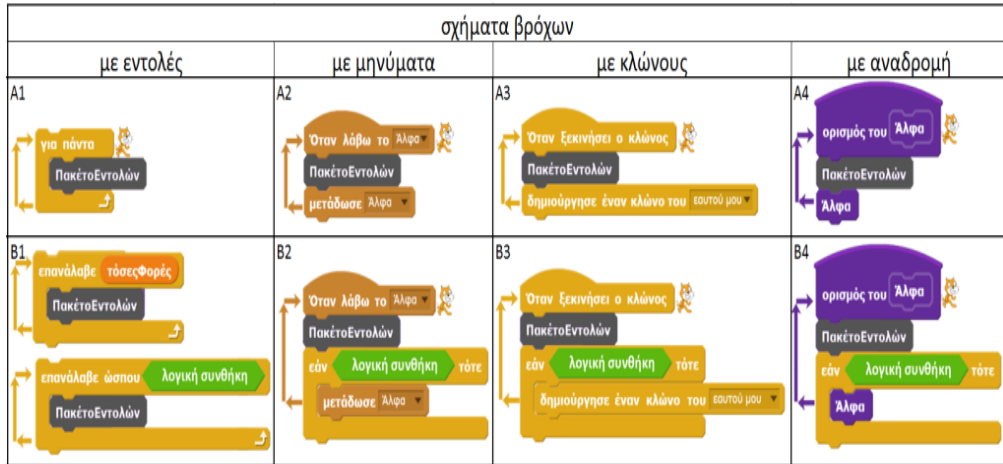 σχήματα βρόχων
με εντολές
με μηνύματα
με κλώνους
με αναδρομή
A1
για πάντα
ΠακέτοΕντολών
A2
Όταν λάβω το Άλφα
ΠακέτοΕντολών
μετάδωσε Άλφα
A3
Όταν ξεκινήσει ο κλώνος
ΠακέτοΕντολών
δημιούργησε έναν κλώνο του εαυτού μου
A4
ορισμός του Άλφα
ΠακέτοΕντολών
Άλφα
B1
επανάλαβε τόσεςΦορές
ΠακέτοΕντολών
επανάλαβε ώσπου λογική συνθήκη
ΠακέτοΕντολών
B2
Όταν λάβω το Άλφα
ΠακέτοΕντολών
εάν λογική συνθήκη τότε
μετάδωσε Άλφα
B3
Όταν ξεκινήσει ο κλώνος
ΠακέτοΕντολών
εάν λογική συνθήκη τότε
δημιούργησε έναν κλώνο του εαυτού μου
B4
ορισμός του Άλφα
ΠακέτοΕντολών
εάν λογική συνθήκη τότε
Άλφα